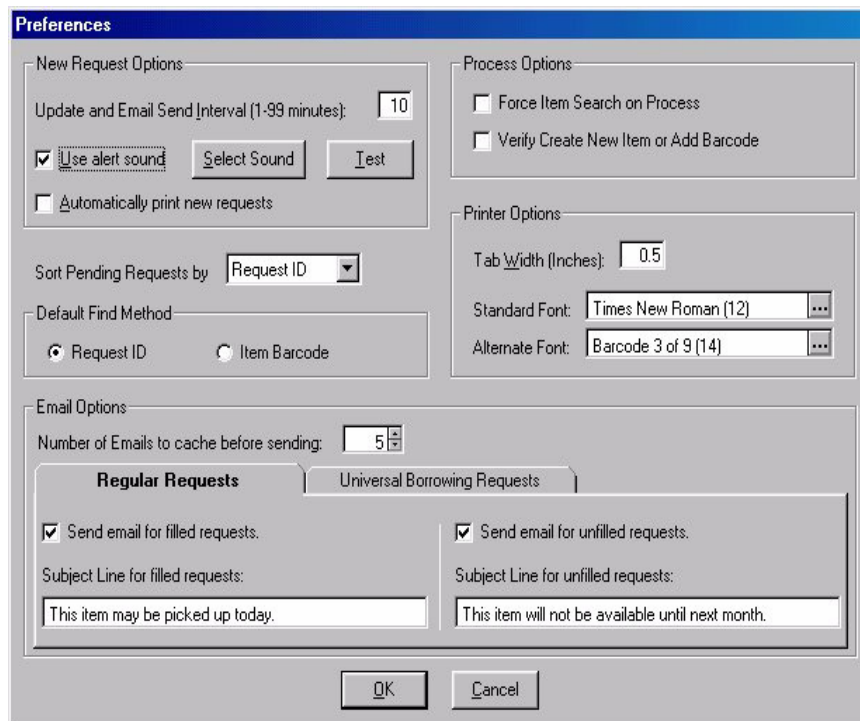 Preferences
New Request Options
Update and Email Send Interval (1-99 minutes): 10
Use alert sound Select Sound Test
Automatically print new requests
Sort Pending Requests by Request ID
Default Find Method
Request ID Item Barcode
Process Options
Force Item Search on Process
Verify Create New Item or Add Barcode
Printer Options
Tab Width (Inches): 0.5
Standard Font: Times New Roman (12) ...
Alternate Font: Barcode 3 of 9 (14) ...
Email Options
Number of Emails to cache before sending: 5
Regular Requests Universal Borrowing Requests
Send email for filled requests.
Subject Line for filled requests:
This item may be picked up today.
Send email for unfilled requests.
Subject Line for unfilled requests:
This item will not be available until next month.
OK Cancel